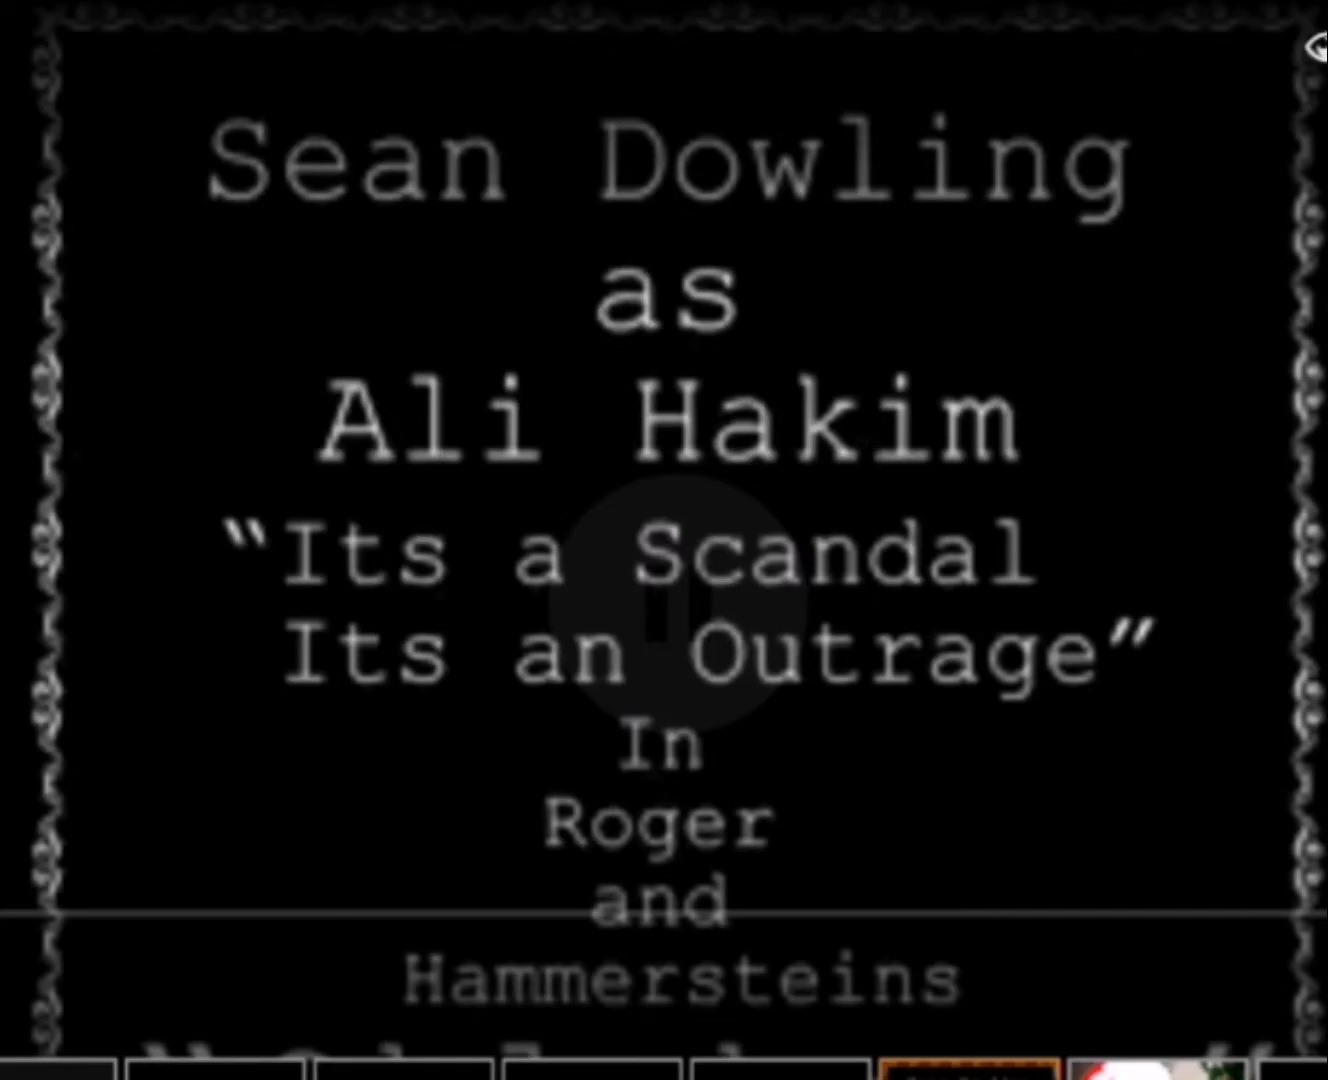 Sean Dowling
as
Ali Hakim
“Its a Scandal
Its an Outrage”
In
Roger
and
Hammersteins